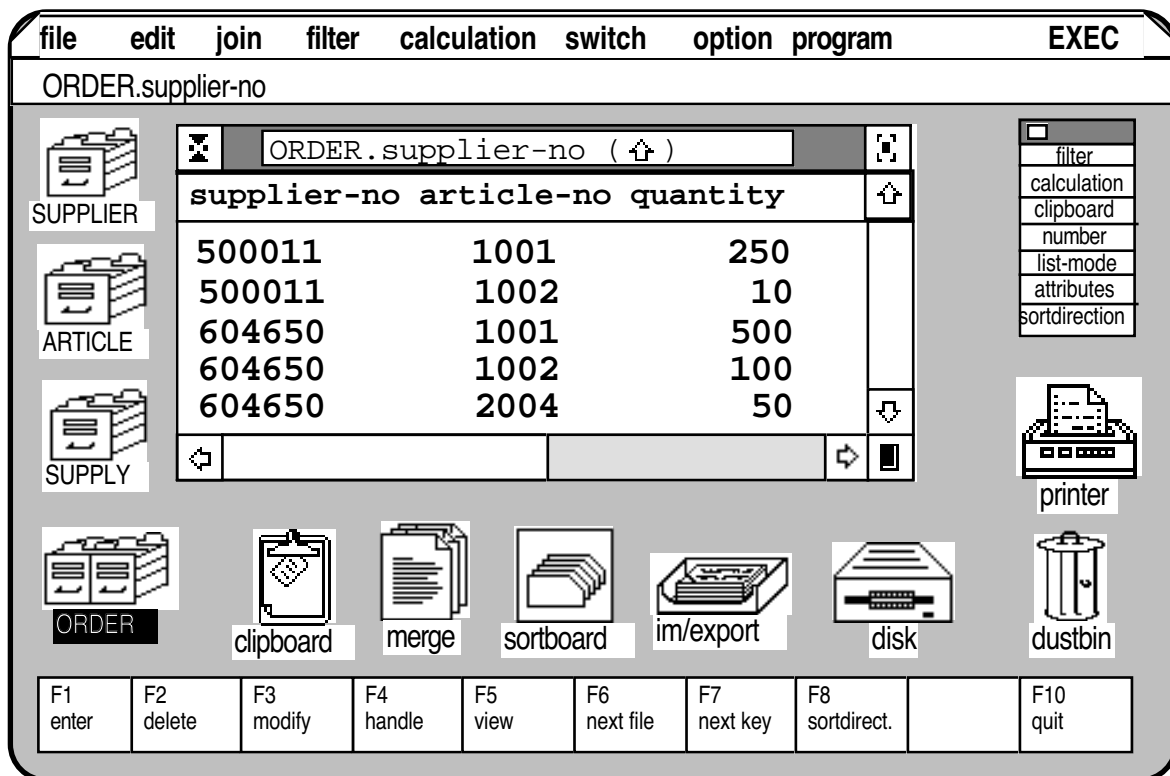 file edit join filter calculation switch option program EXEC
ORDER.supplier-no
SUPPLIER
ARTICLE
SUPPLY
ORDER
ORDER.supplier-no (⇧)
supplier-no article-no quantity
500011 1001 250
500011 1002 10
604650 1001 500
604650 1002 100
604650 2004 50
filter
calculation
clipboard
number
list-mode
attributes
sortdirection
printer
clipboard
merge
sortboard
im/export
disk
dustbin
F1 F2 F3 F4 F5 F6 F7 F8 F10
enter delete modify handle view next file next key sortdirect. quit